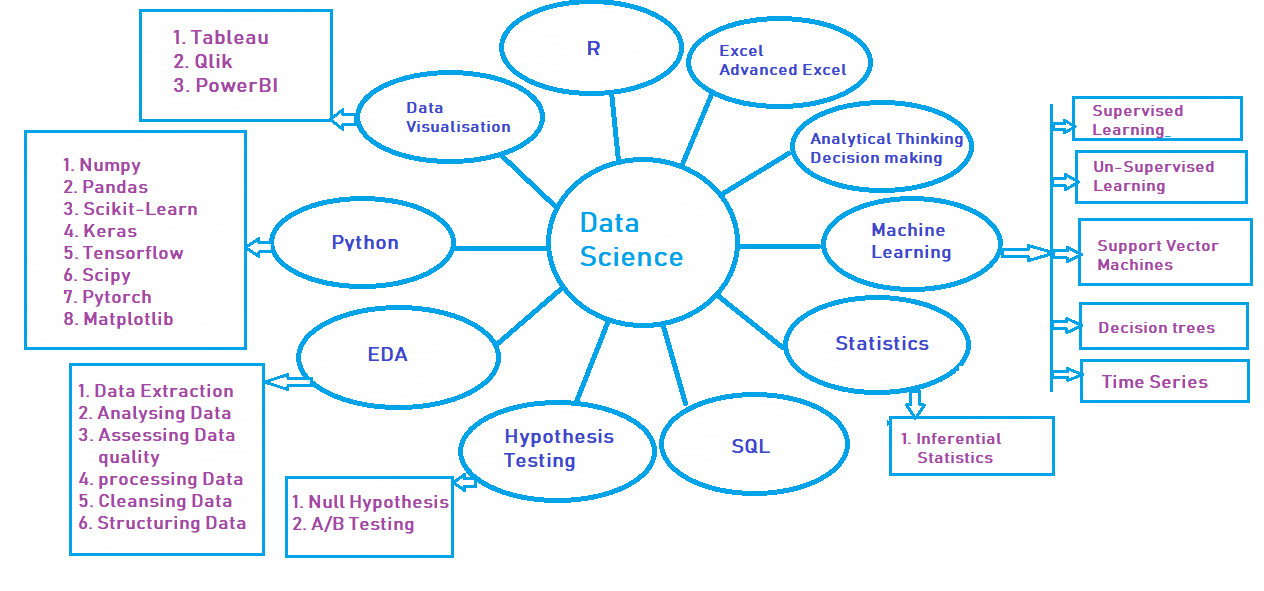 Data
Science
R
Excel
Advanced Excel
Analytical Thinking
Decision making
Machine
Learning
Supervised
Learning_
Un-Supervised
Learning
Support Vector
Machines
Decision trees
Time Series
Statistics
1. Inferential
Statistics
SQL
Hypothesis
Testing
1. Null Hypothesis
2. A/B Testing
EDA
1. Data Extraction
2. Analysing Data
3. Assessing Data
quality
4. processing Data
5. Cleansing Data
6. Structuring Data
Python
1. Numpy
2. Pandas
3. Scikit-Learn
4. Keras
5. Tensorflow
6. Scipy
7. Pytorch
8. Matplotlib
Data
Visualisation
1. Tableau
2. Qlik
3. PowerBI